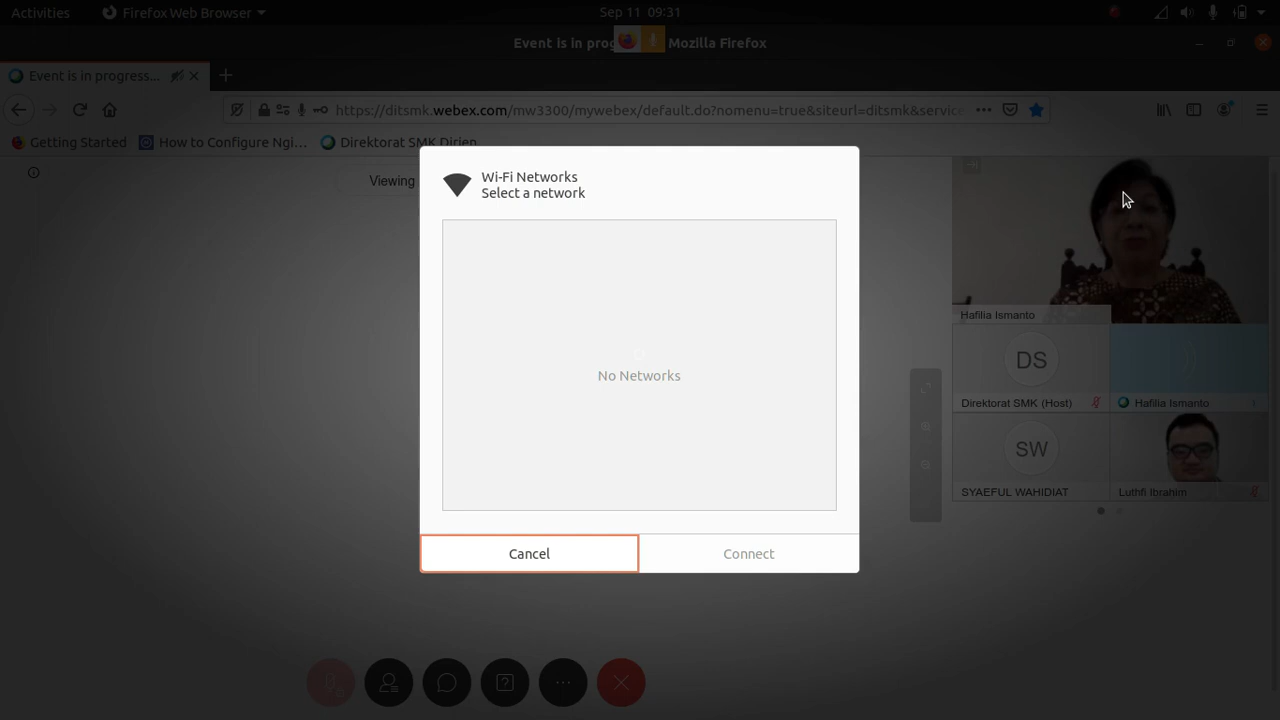 Activities
Firefox Web Browser
Sep 11 09:31
Event is in prog
Mozilla Firefox
Event is in progress...
https://ditsmk.webex.com/mw3300/mywebex/default.do?nomenu=true&siteurl=ditsmk&service
Getting Started
How to Configure Ngi...
Direktorat SMK Dirjen
Viewing
Wi-Fi Networks
Select a network
No Networks
Cancel
Connect
Hafilia Ismanto
DS
Direktorat SMK (Host)
Hafilia Ismanto
SW
SYAEFUL WAHIDIAT
Luthfi Ibrahim